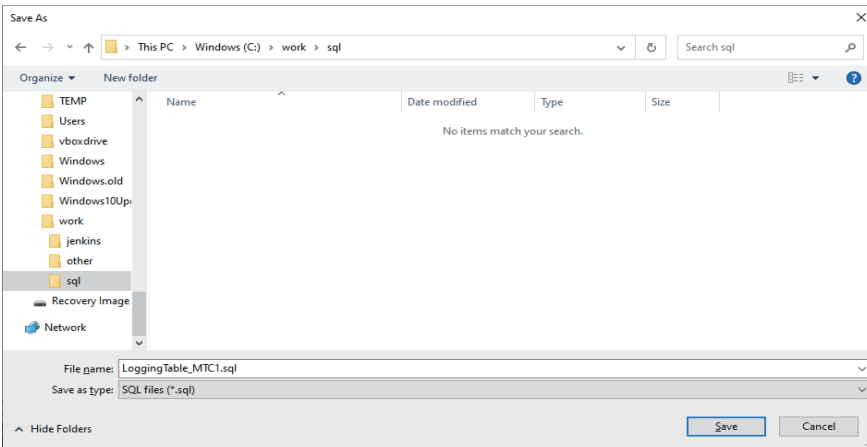 Save As
This PC > Windows (C:) > work > sql
Search sql
Organize
New folder
TEMP
Users
vboxdrive
Windows
Windows.old
Windows10Up
work
jenkins
other
sql
Recovery Image
Network
Name
Date modified
Type
Size
No items match your search.
File name: LoggingTable_MTC1.sql
Save as type: SQL files (*.sql)
Hide Folders
Save
Cancel